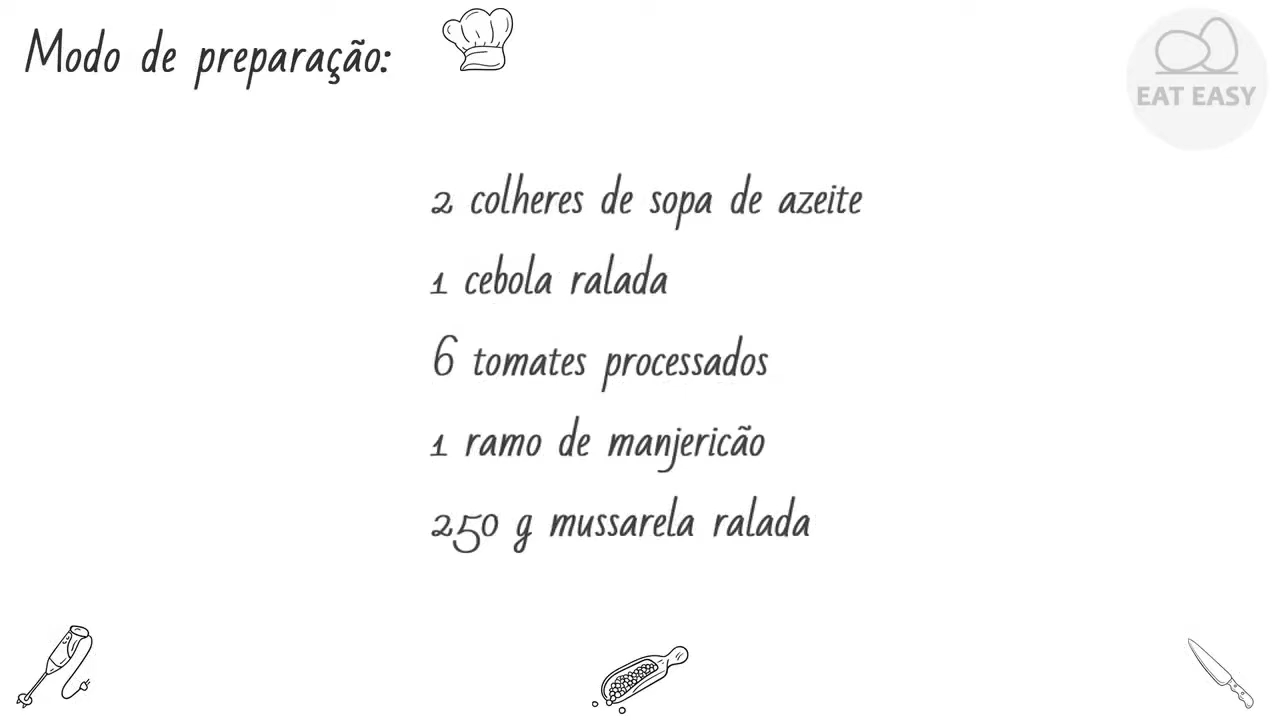 Modo de preparação:
EAT EASY
2 colheres de sopa de azeite
1 cebola ralada
6 tomates processados
1 ramo de manjericão
250 g mussarela ralada